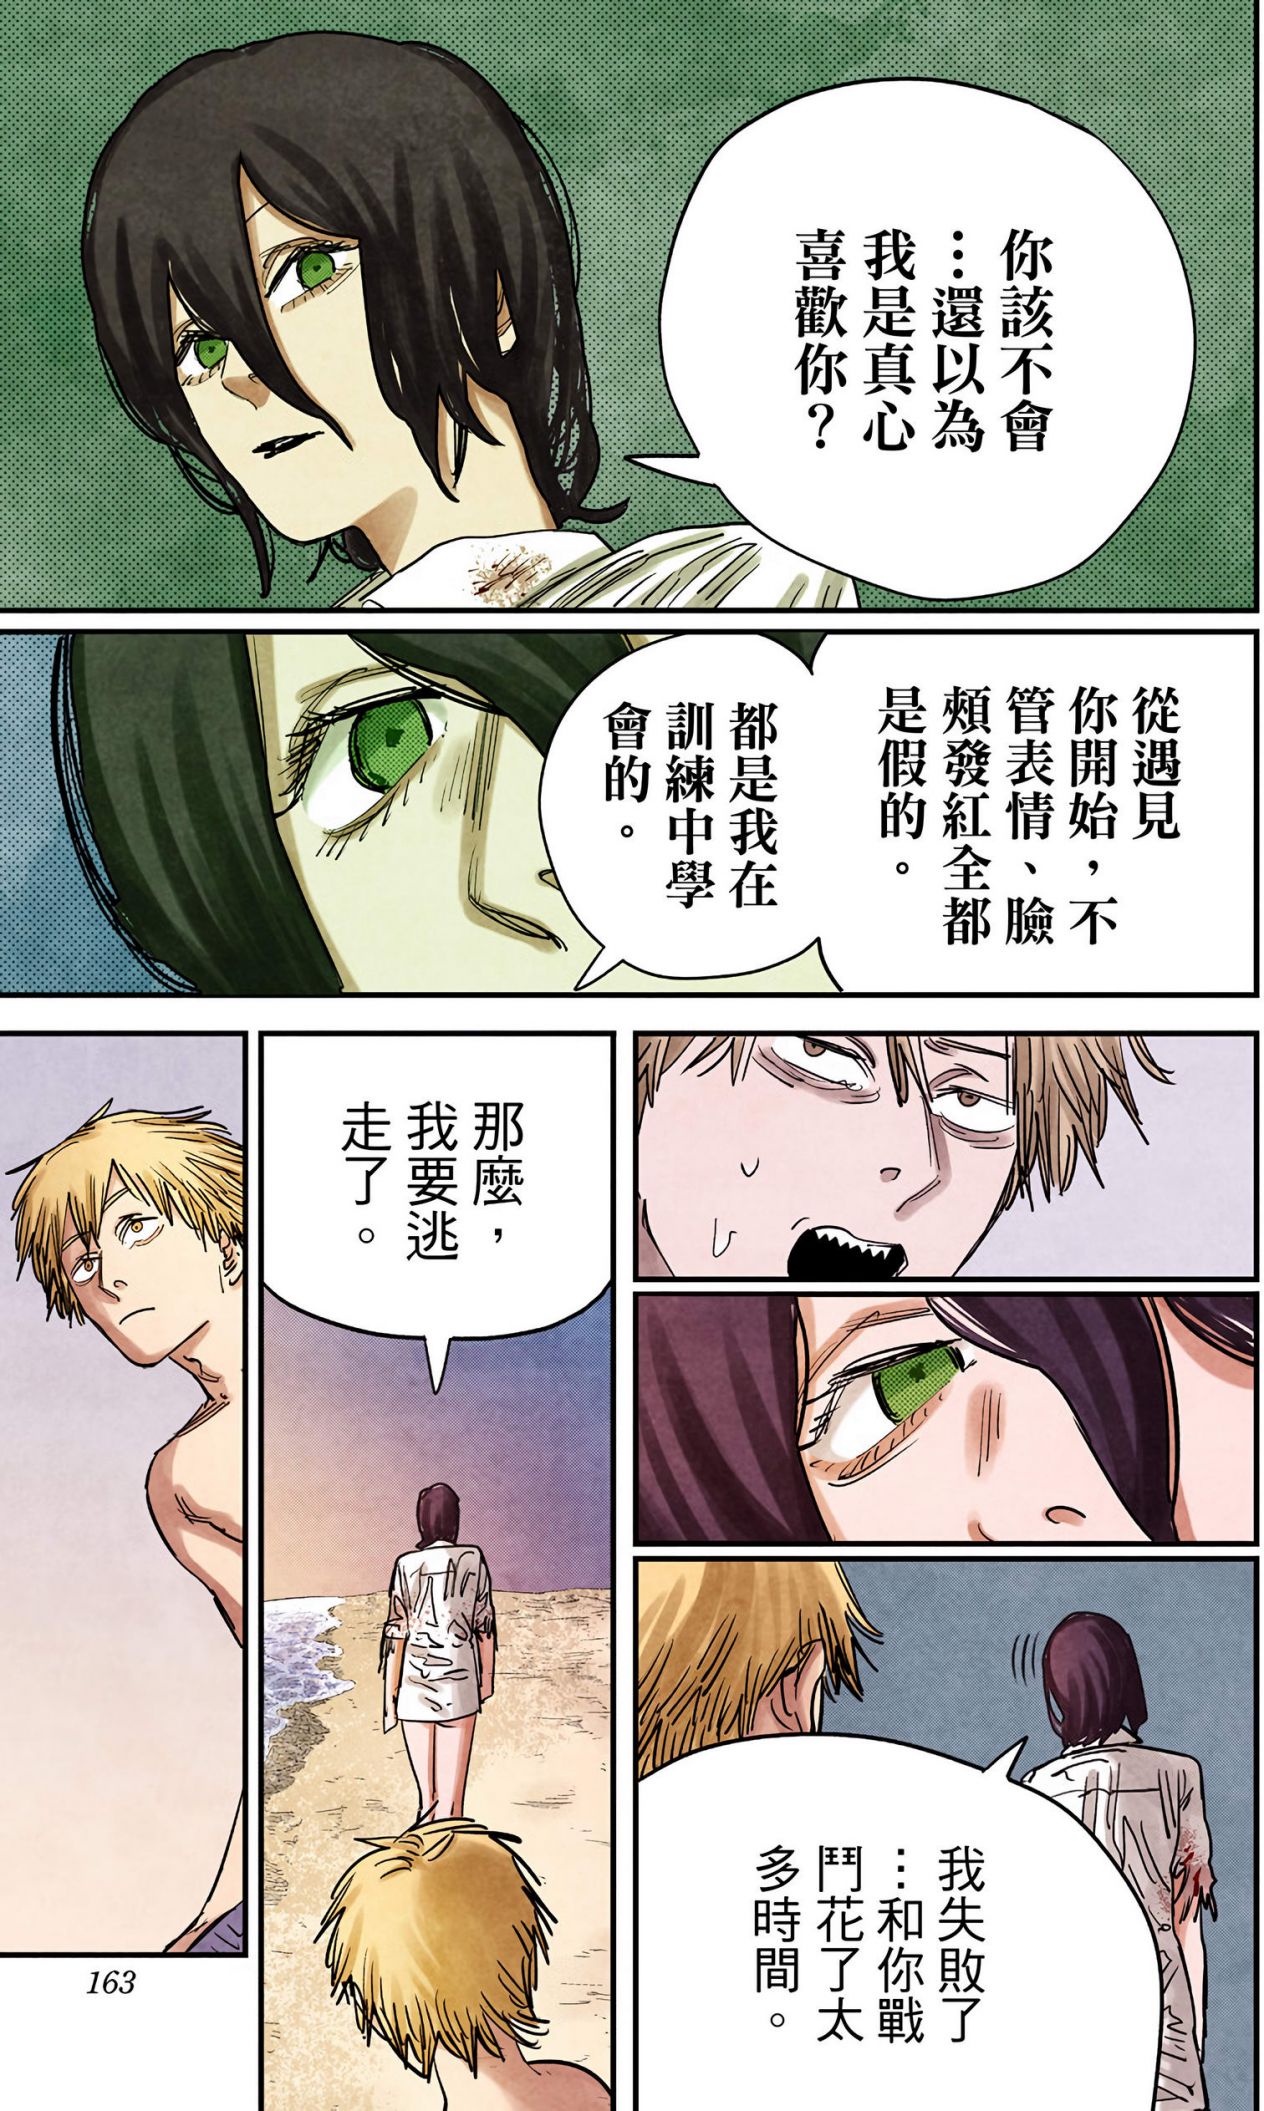 你該不會
…還以為
我是真心
喜歡你？
從遇見
你開始，不
管表情、臉
頰發紅全都
是假的。
都是我在
訓練中學
會的。
我失敗了
…和你戰
鬥花了太
多時間。
那麼，
我要逃
走了。
163